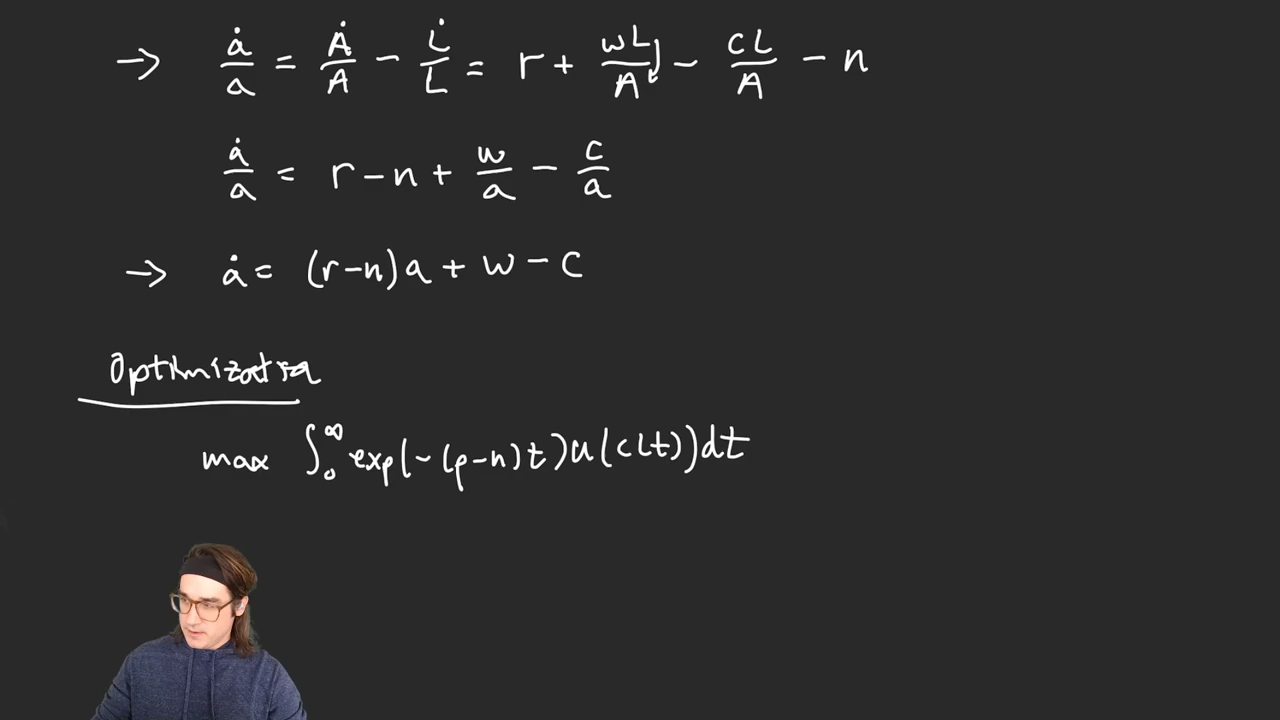 → ȧ/a = Ȧ/A − L̇/L = r + wL/A − cL/A − n
ȧ/a = r − n + w/a − c/a
→ ȧ = (r−n)a + w − c
Optimization
max ∫₀^∞ exp(−(ρ−n)t)u(c(t))dt